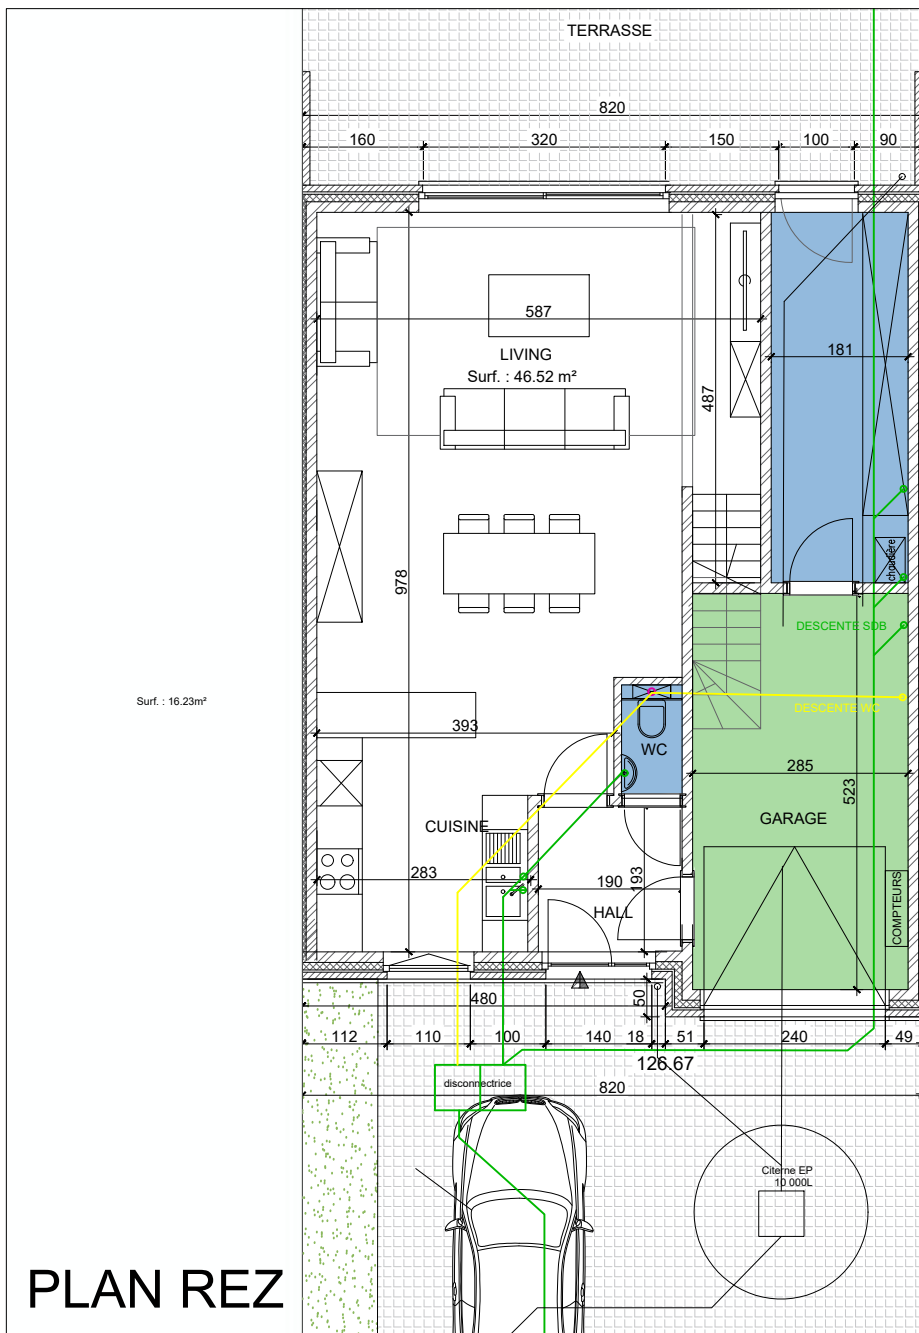 TERRASSE
820
160
320
150
100
90
587
LIVING
Surf. : 46.52 m²
181
487
978
chaudière
DESCENTE SDB
Surf. : 16.23m²
DESCENTE WC
393
WC
285
523
GARAGE
CUISINE
283
190
193
HALL
COMPTEURS
480
50
112
110
100
140
18
51
240
49
126.67
disconnectrice
820
Citerne EP
10 000L
PLAN REZ